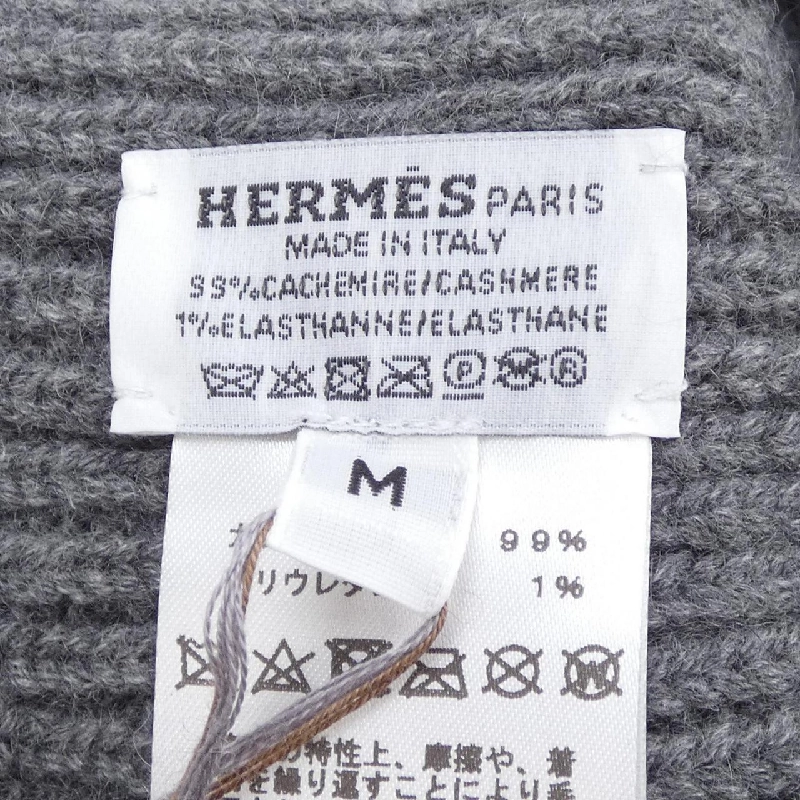 HERMÈS PARIS
MADE IN ITALY
99%CACHEMIRE/CASHMERE
1%ELASTHANNE/ELASTHANE
P W R
M
99%
リウレタ 1%
W
の特性上、摩擦や、着
を繰り返すことにより